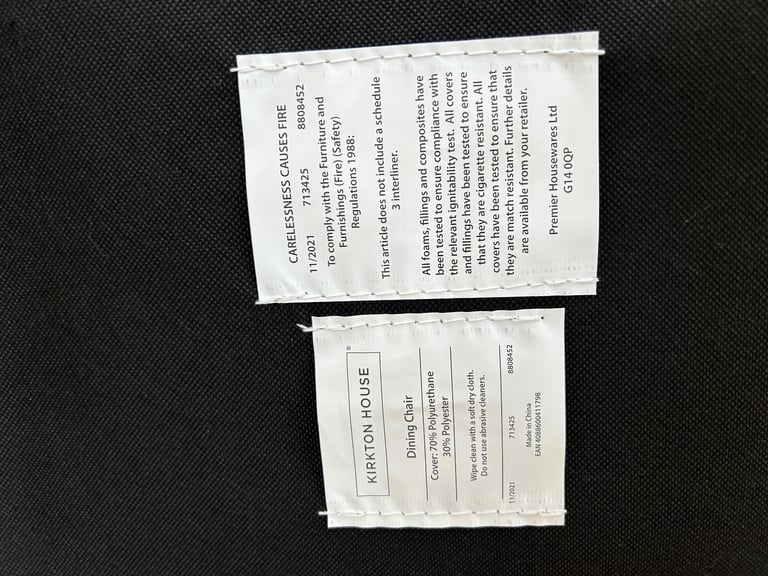 CARELESSNESS CAUSES FIRE
11/2021 713425 8808452
To comply with the Furniture and
Furnishings (Fire) (Safety)
Regulations 1988:
This article does not include a schedule
3 interliner.
All foams, fillings and composites have
been tested to ensure compliance with
the relevant ignitability test. All covers
and fillings have been tested to ensure
that they are cigarette resistant. All
covers have been tested to ensure that
they are match resistant. Further details
are available from your retailer.
Premier Housewares Ltd
G14 0QP
KIRKTON HOUSE ®
Dining Chair
Cover: 70% Polyurethane
30% Polyester
Wipe clean with a soft dry cloth.
Do not use abrasive cleaners.
11/2021 713425 8808452
Made in China
EAN 4088600411798